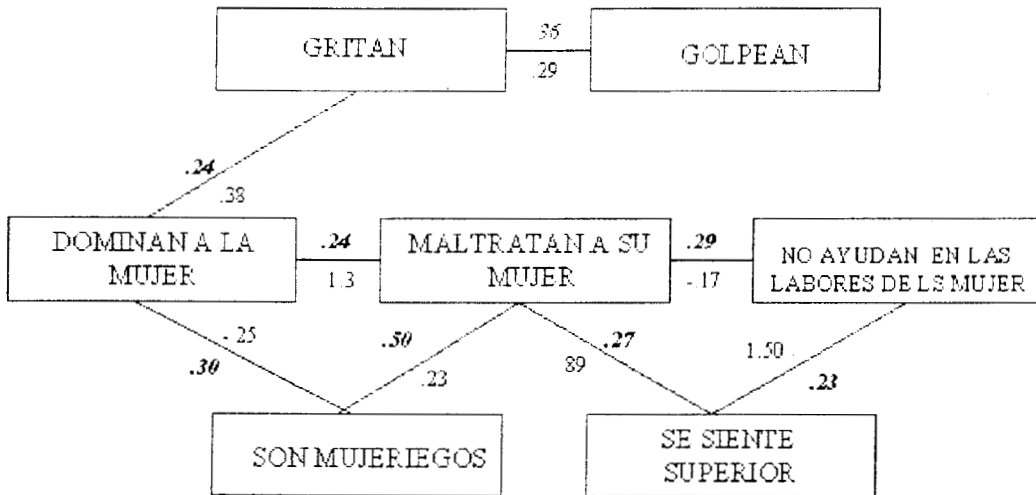 GRITAN
.36
.29
GOLPEAN
.24
.38
DOMINAN A LA
MUJER
.24
1.3
MALTRATAN A SU
MUJER
.29
-.17
NO AYUDAN EN LAS
LABORES DE LS MUJER
-.25
.30
.50
.23
.27
89
1.50
.23
SON MUJERIEGOS
SE SIENTE
SUPERIOR